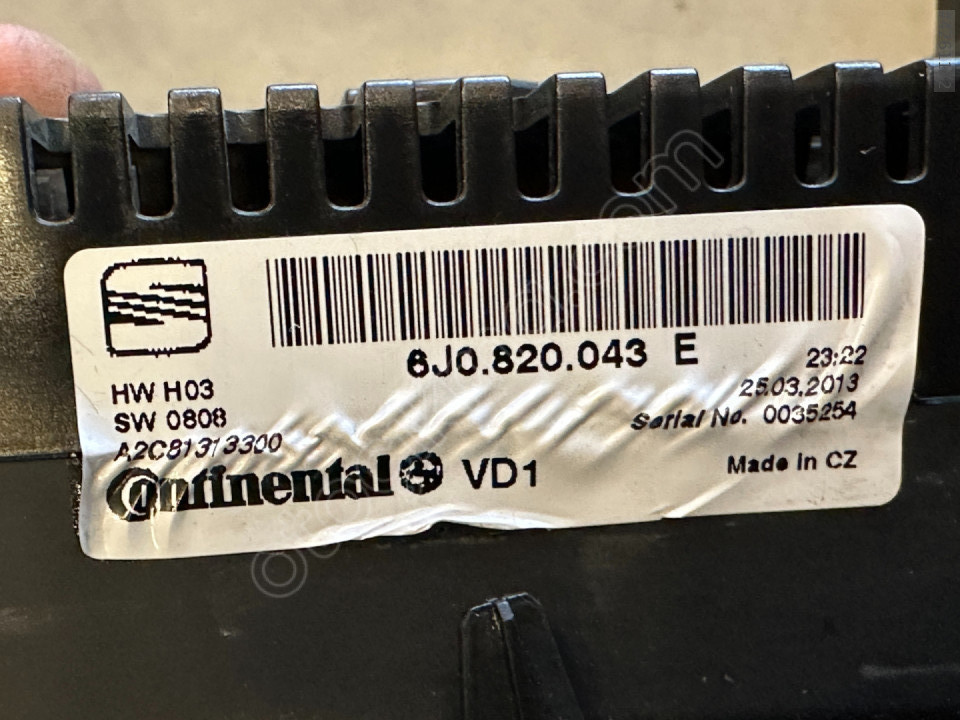 6J0.820.043 E
23:22
25.03.2013
Serial No. 0035254
HW H03
SW 0808
A2C81313300
Continental VD1
Made in CZ